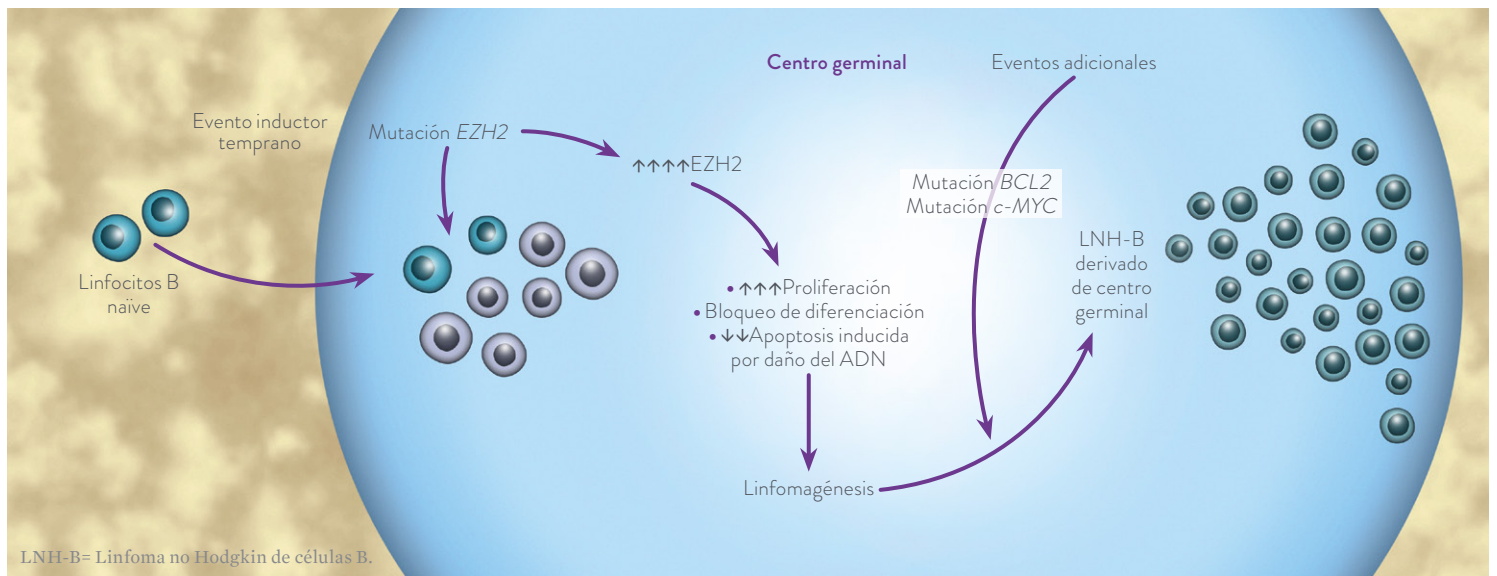 Centro germinal
Eventos adicionales
Evento inductor
temprano
Mutación EZH2
↑↑↑↑EZH2
Mutación BCL2
Mutación c-MYC
Linfocitos B
naïve
• ↑↑↑Proliferación
• Bloqueo de diferenciación
• ↓↓Apoptosis inducida
por daño del ADN
LNH-B
derivado
de centro
germinal
Linfomagénesis
LNH-B= Linfoma no Hodgkin de células B.